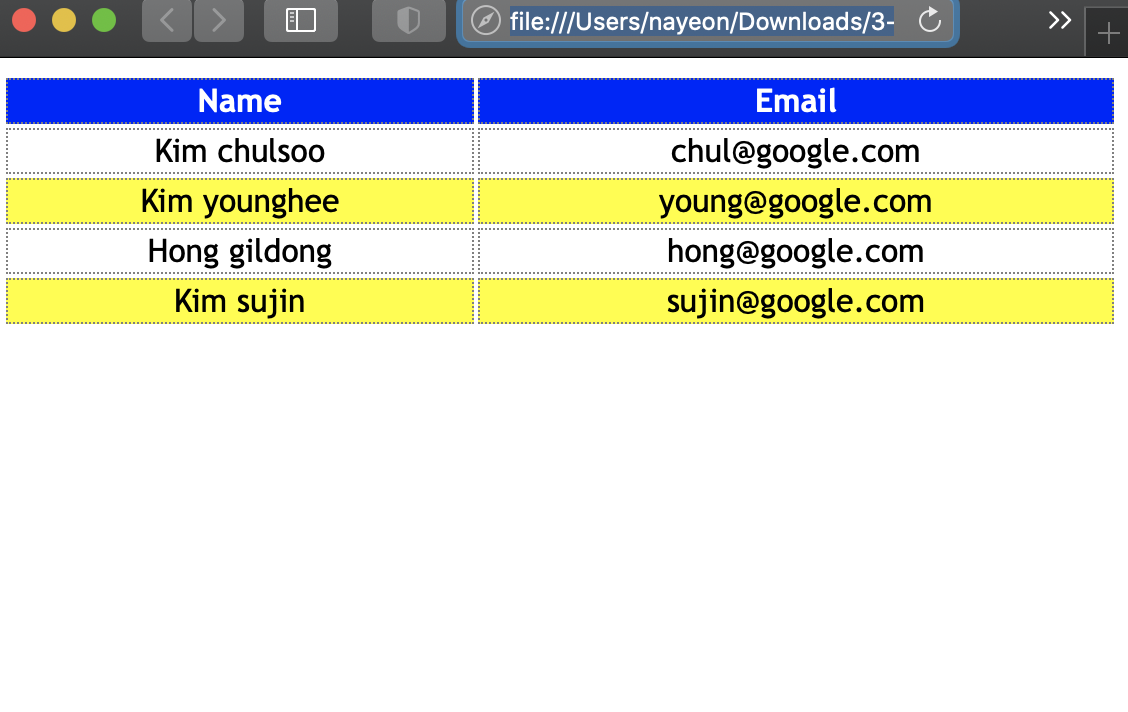 file:///Users/nayeon/Downloads/3-
Name Email
Kim chulsoo chul@google.com
Kim younghee young@google.com
Hong gildong hong@google.com
Kim sujin sujin@google.com